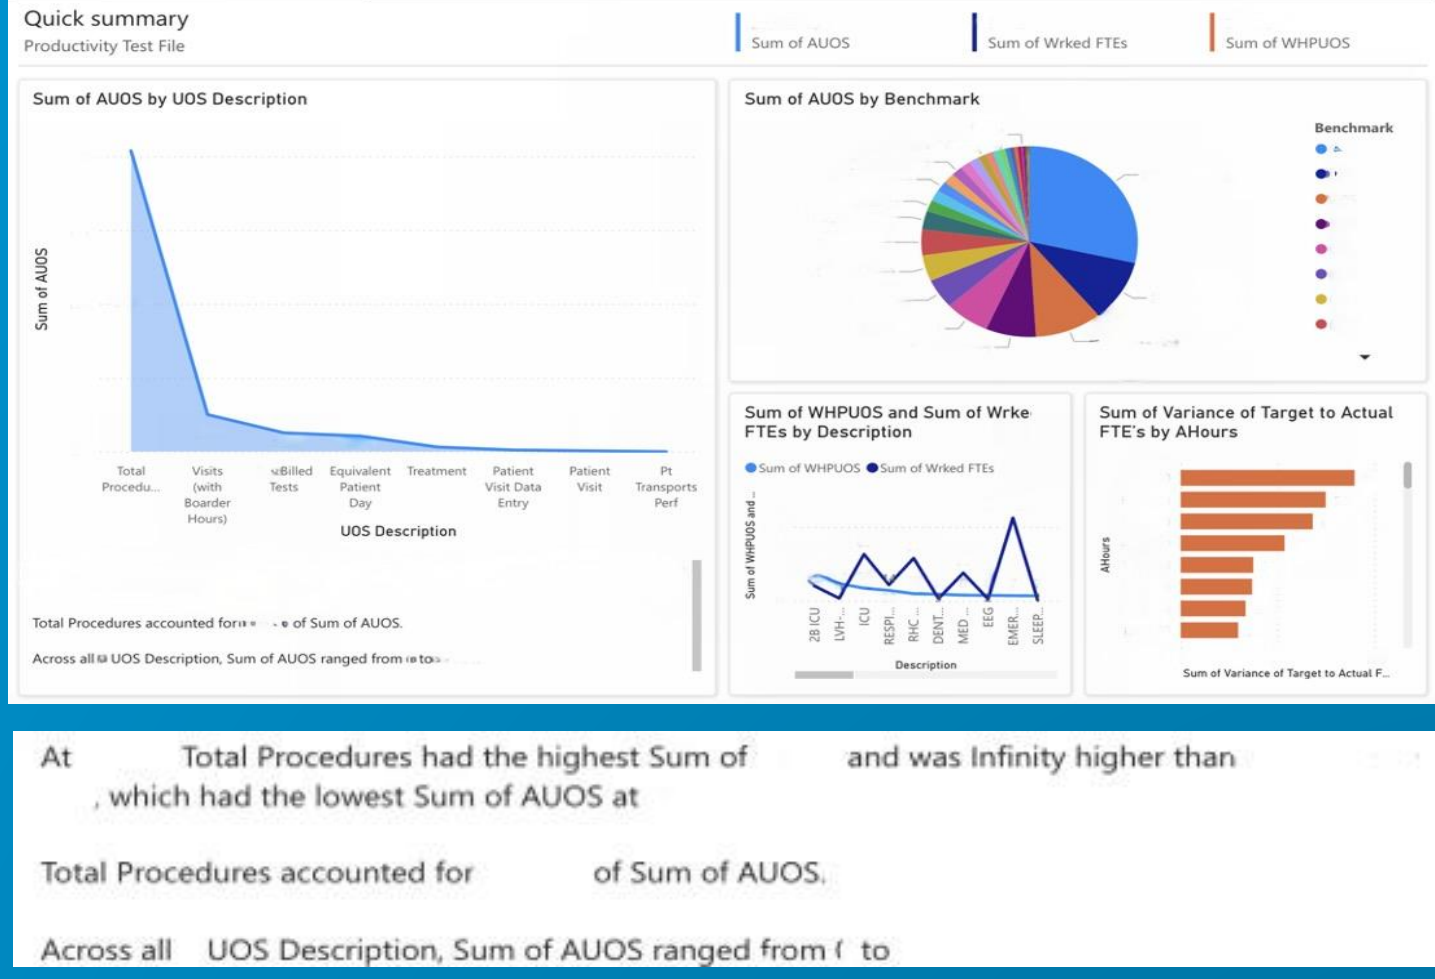 Quick summary
Productivity Test File
Sum of AUOS
Sum of Wrked FTEs
Sum of WHPUOS
Sum of AUOS by UOS Description
Sum of AUOS
Total Procedu...
Visits (with Boarder Hours)
Billed Tests
Equivalent Patient Day
Treatment
Patient Visit Data Entry
Patient Visit
Pt Transports Perf
UOS Description
Total Procedures accounted for of Sum of AUOS.
Across all UOS Description, Sum of AUOS ranged from to
Sum of AUOS by Benchmark
Benchmark
Sum of WHPUOS and Sum of Wrke
FTEs by Description
Sum of WHPUOS
Sum of Wrked FTEs
Sum of WHPUOS and ...
2B ICU
LVH-...
ICU
RESPI...
RHC ...
DENT...
MED ...
EEG
EMER...
SLEEP...
Description
Sum of Variance of Target to Actual
FTE's by AHours
AHours
Sum of Variance of Target to Actual F...
At Total Procedures had the highest Sum of and was Infinity higher than
, which had the lowest Sum of AUOS at
Total Procedures accounted for of Sum of AUOS.
Across all UOS Description, Sum of AUOS ranged from ( to